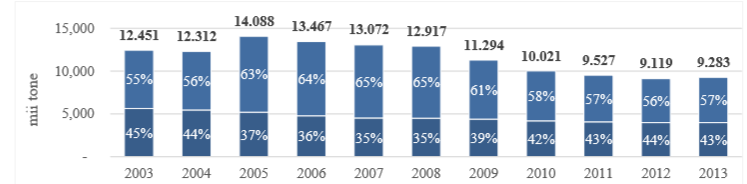 15,000
10,000
5,000
-
mii tone
12.451 12.312 14.088 13.467 13.072 12.917 11.294 10.021 9.527 9.119 9.283
55% 56% 63% 64% 65% 65% 61% 58% 57% 56% 57%
45% 44% 37% 36% 35% 35% 39% 42% 43% 44% 43%
2003 2004 2005 2006 2007 2008 2009 2010 2011 2012 2013